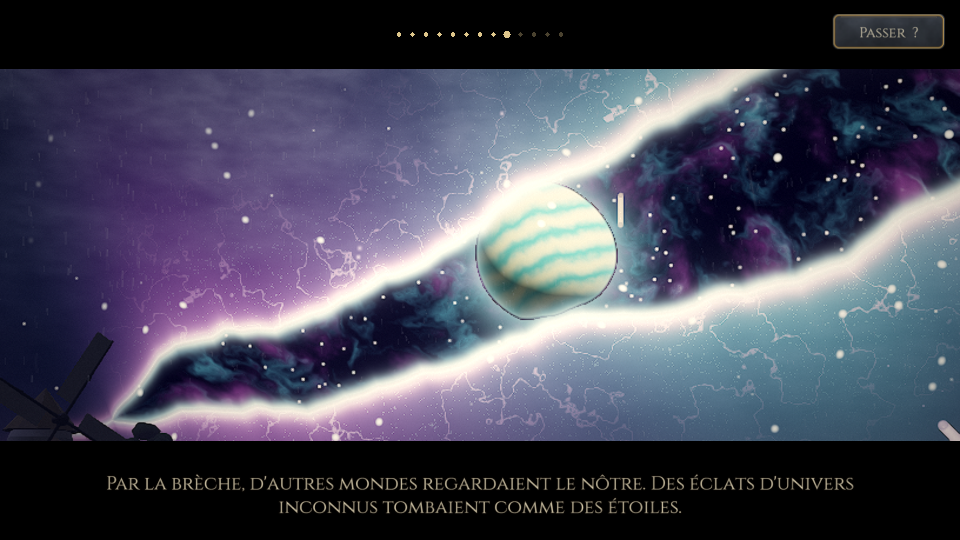 Passer ?
Par la brèche, d'autres mondes regardaient le nôtre. Des éclats d'univers
inconnus tombaient comme des étoiles.